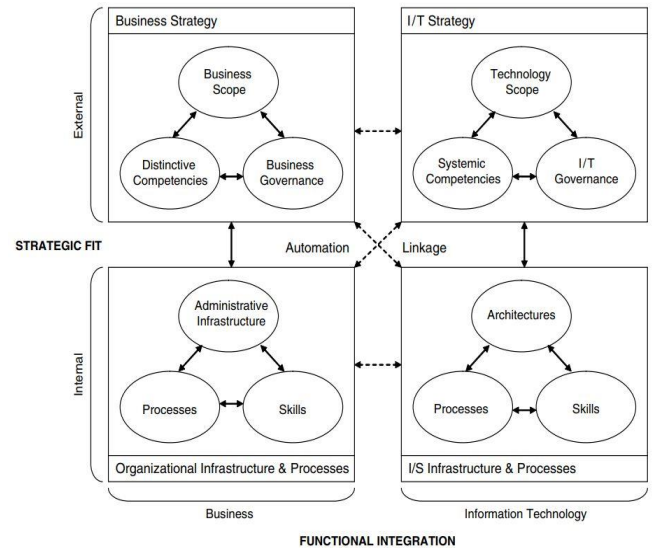 Business Strategy
I/T Strategy
External
Business
Scope
Distinctive
Competencies
Business
Governance
Technology
Scope
Systemic
Competencies
I/T
Governance
STRATEGIC FIT
Automation
Linkage
Internal
Administrative
Infrastructure
Processes
Skills
Organizational Infrastructure & Processes
Architectures
Processes
Skills
I/S Infrastructure & Processes
Business
Information Technology
FUNCTIONAL INTEGRATION